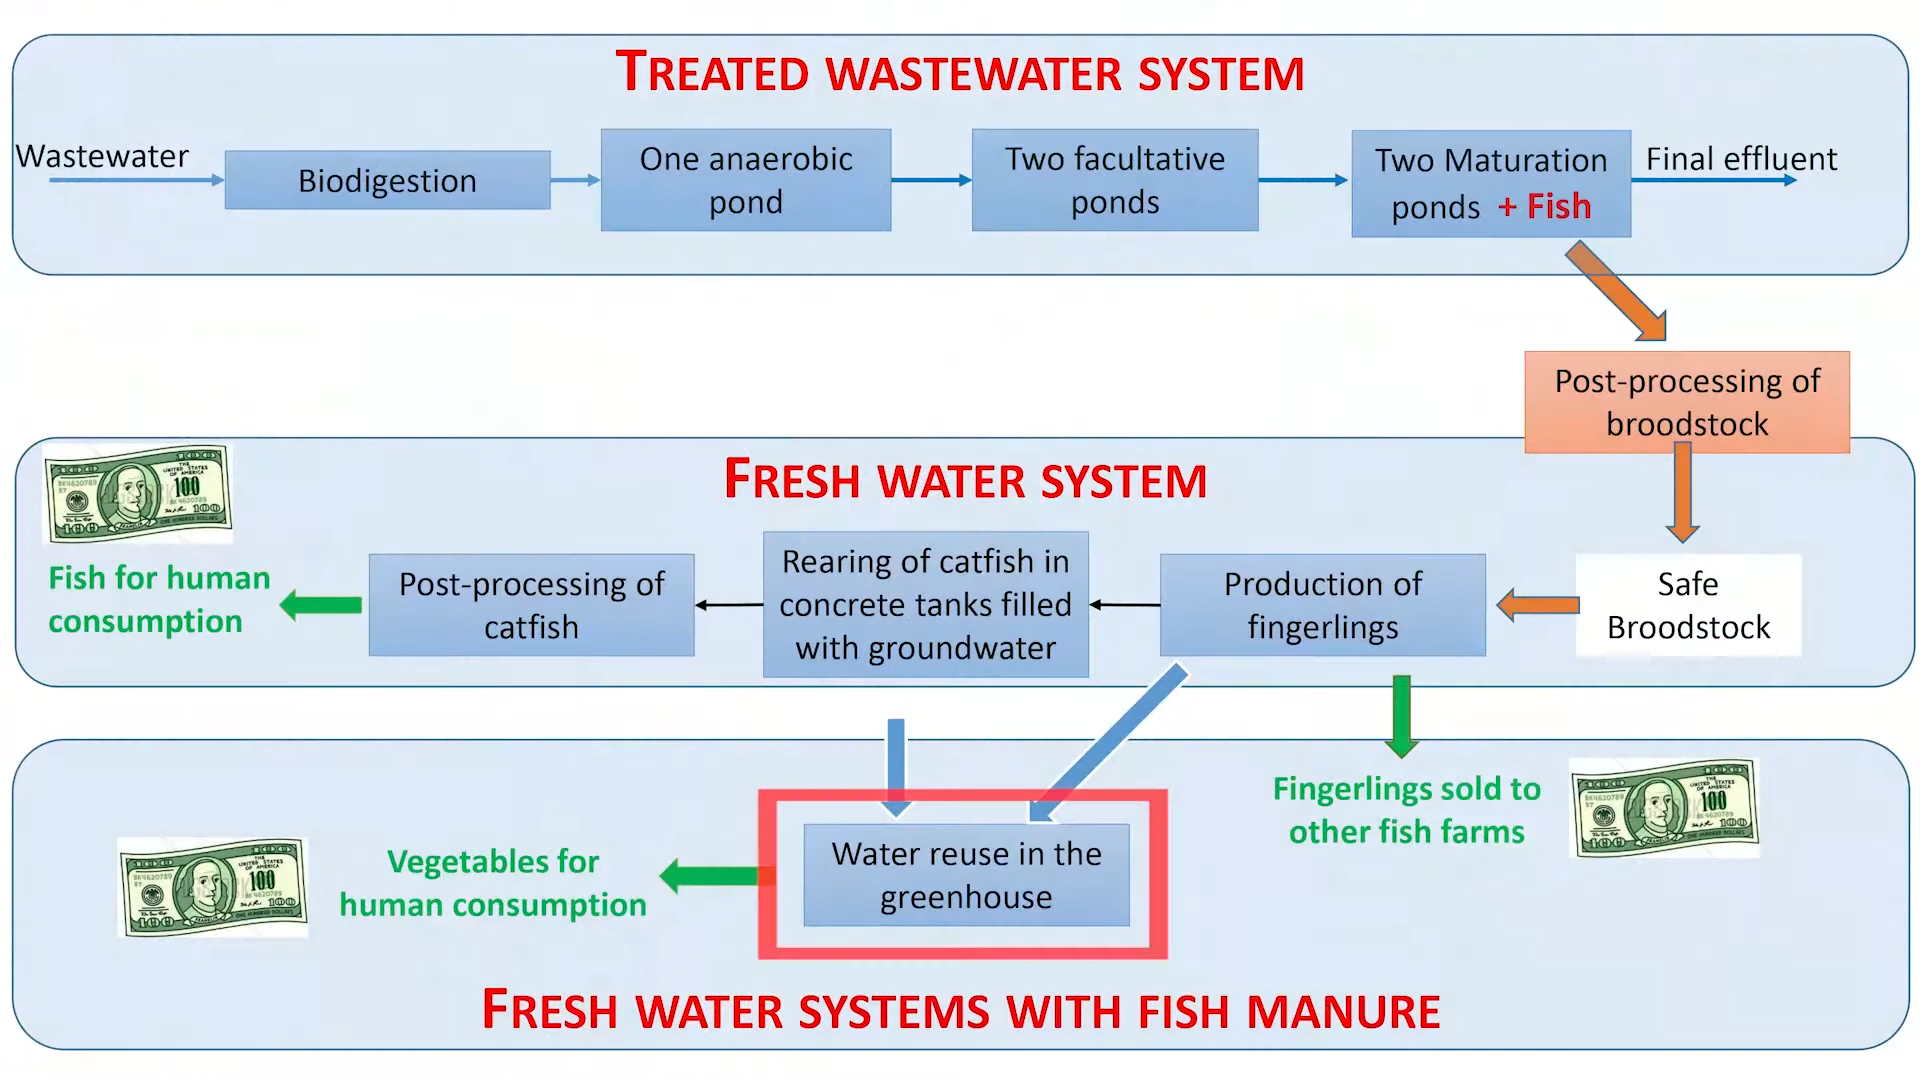 TREATED WASTEWATER SYSTEM
Wastewater
Biodigestion
One anaerobic
pond
Two facultative
ponds
Two Maturation
ponds + Fish
Final effluent
Post-processing of
broodstock
FRESH WATER SYSTEM
Safe
Broodstock
Production of
fingerlings
Rearing of catfish in
concrete tanks filled
with groundwater
Post-processing of
catfish
Fish for human
consumption
Fingerlings sold to
other fish farms
Water reuse in the
greenhouse
Vegetables for
human consumption
FRESH WATER SYSTEMS WITH FISH MANURE